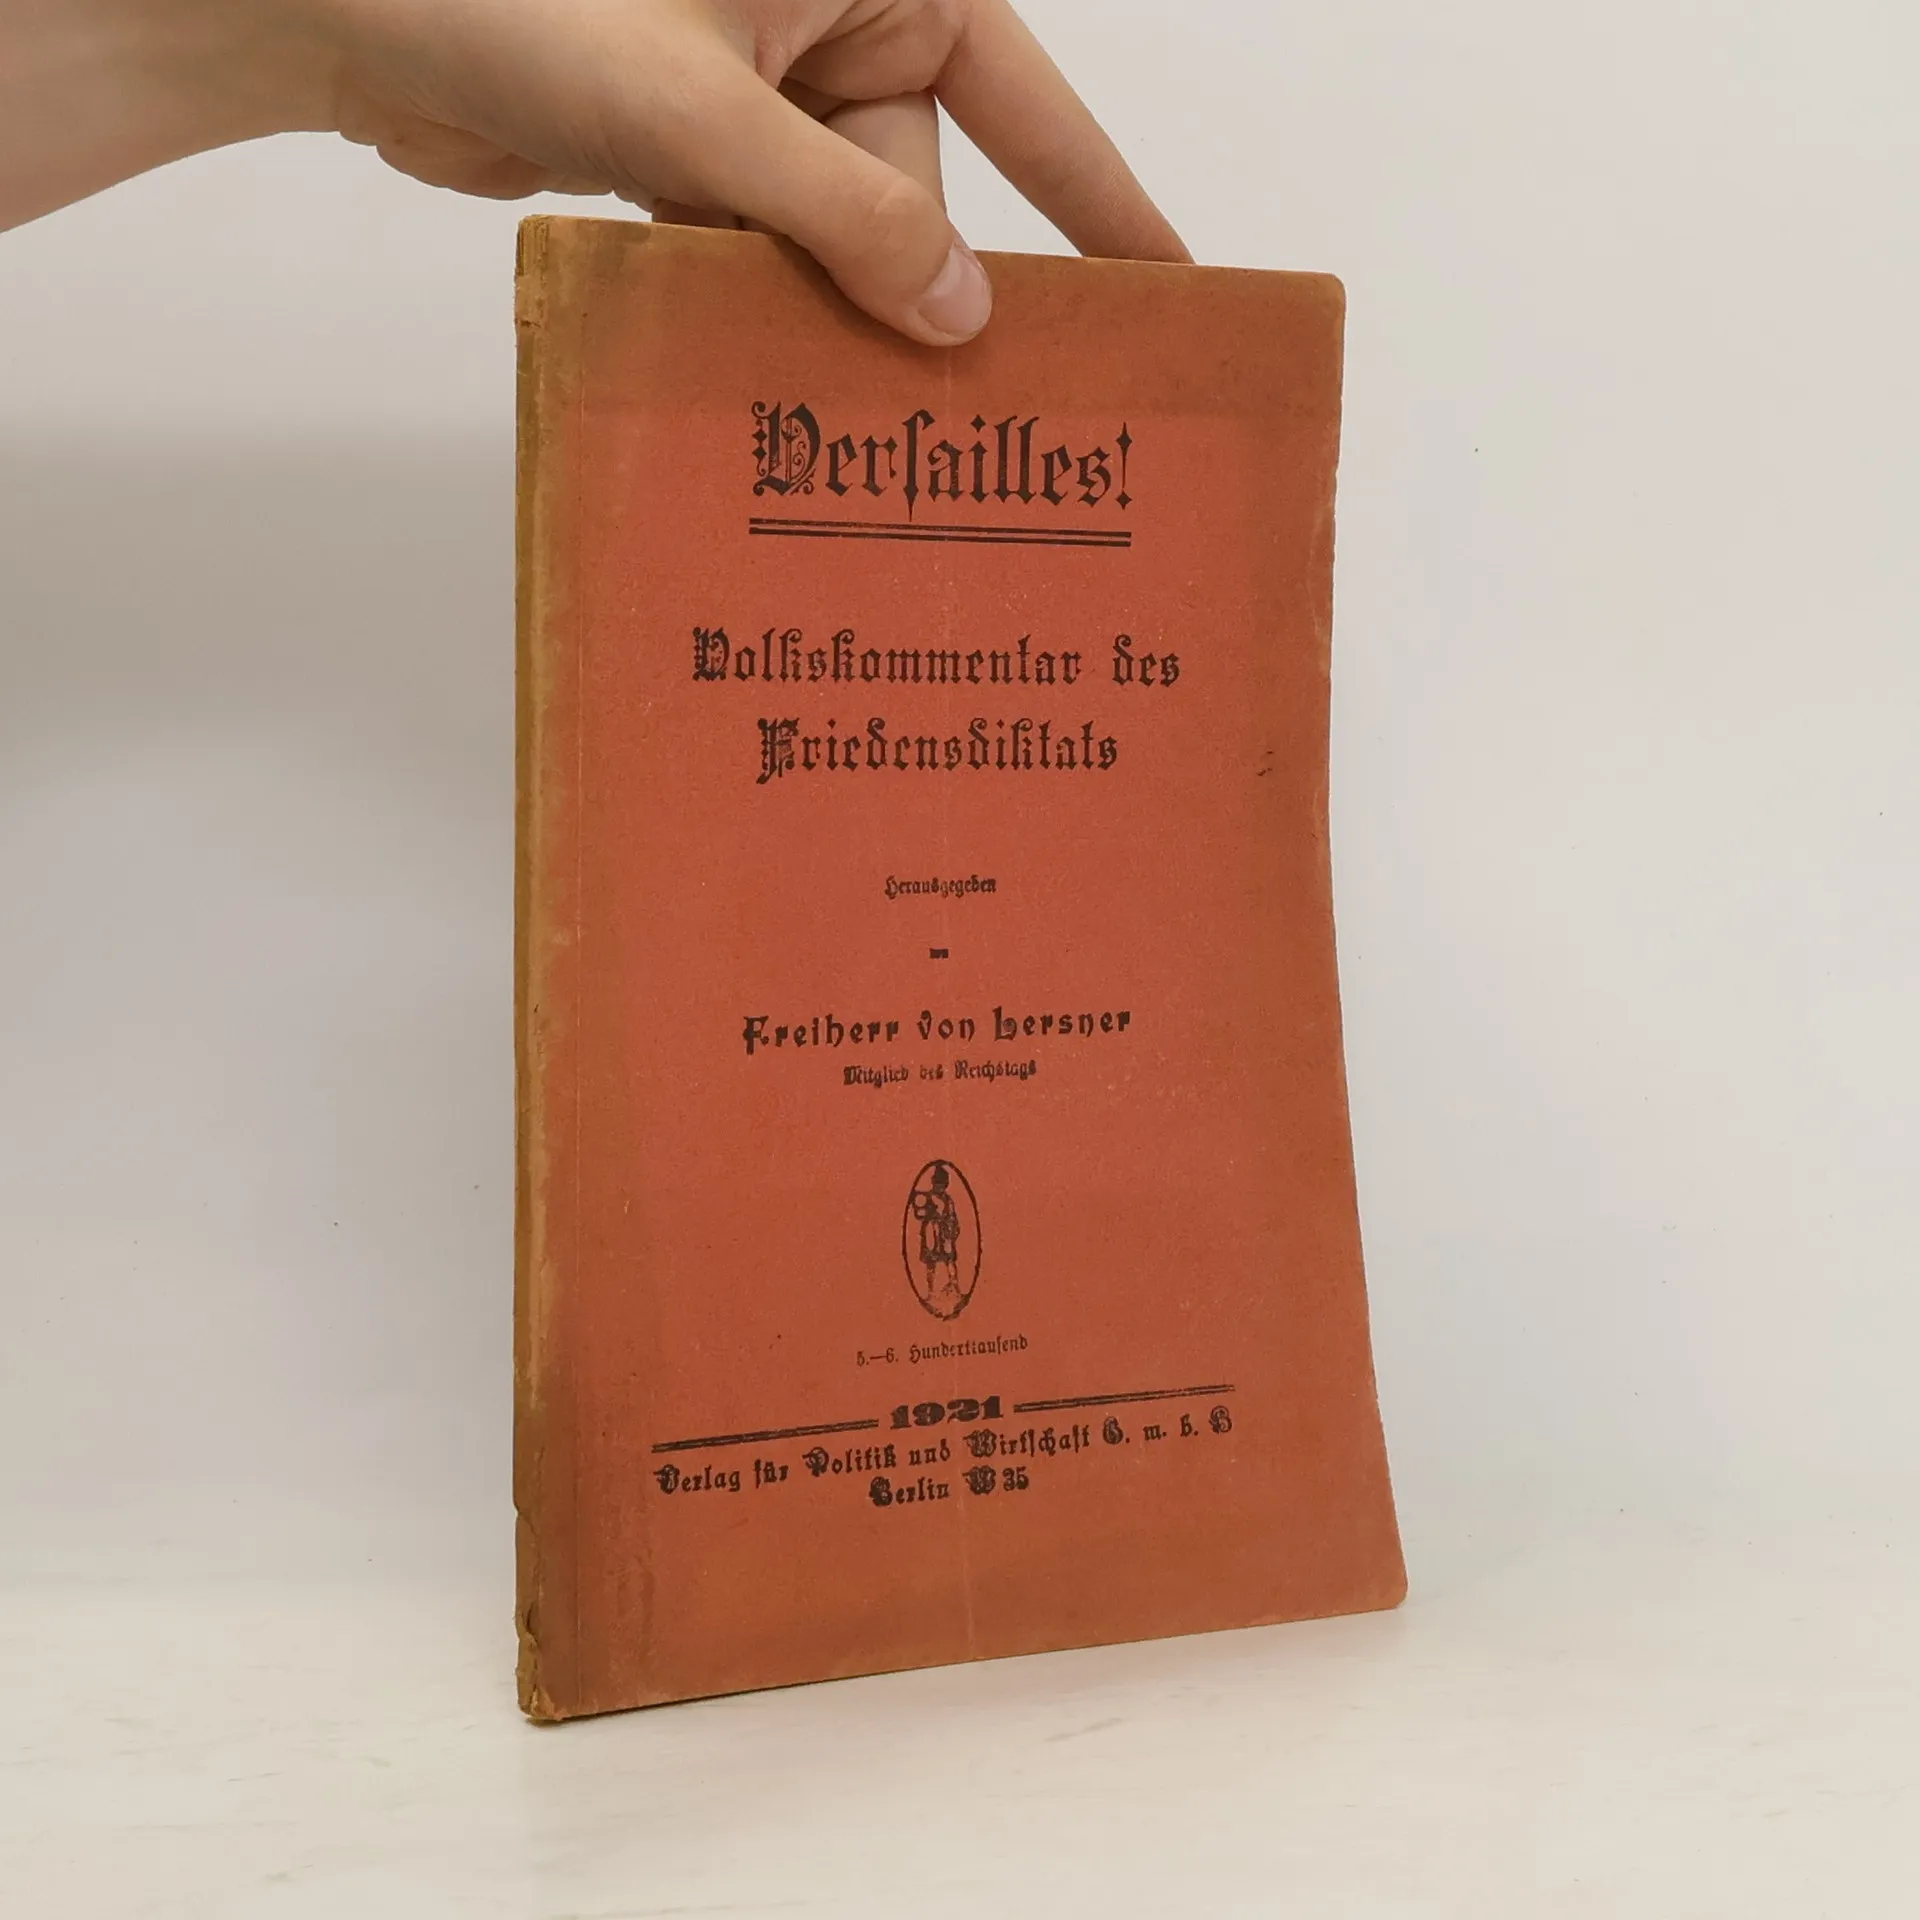 Verſailles!
Volkskommentar des
Friedensdiktats
Herausgegeben
von
Freiherr von Lersner
Mitglied des Reichstags
5.—6. Hunderttauſend
1921
Verlag für Politik und Wirtſchaft G. m. b. H
Berlin W 35